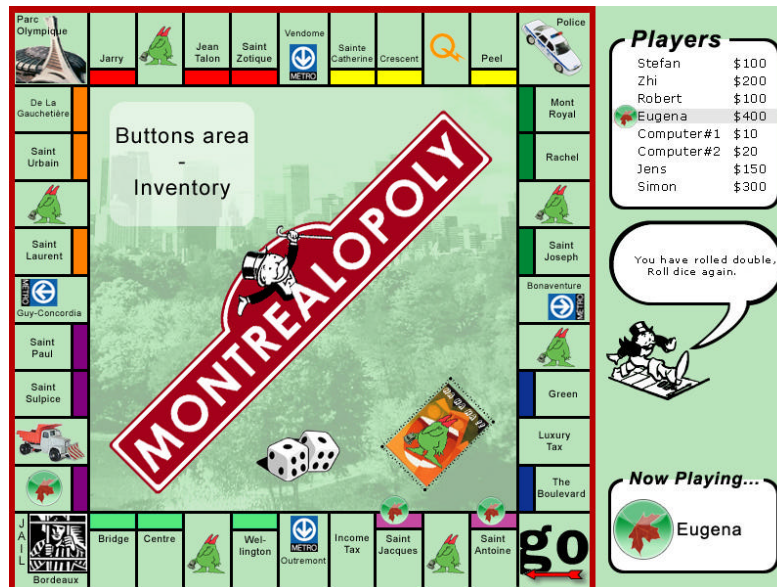 Parc
Olympique
Jarry
Jean
Talon
Saint
Zotique
Vendome
METRO
Sainte
Catherine
Crescent
Peel
Police
De La
Gauchetière
Saint
Urbain
Saint
Laurent
METRO
Guy-Concordia
Saint
Paul
Saint
Sulpice
Buttons area
-
Inventory
MONTREALOPOLY
HA HA HA !!
Mont
Royal
Rachel
Saint
Joseph
Bonaventure
METRO
Green
Luxury
Tax
The
Boulevard
JAIL
Bordeaux
Bridge
Centre
Wel-
lington
METRO
Outremont
Income
Tax
Saint
Jacques
Saint
Antoine
go
Players
Stefan $100
Zhi $200
Robert $100
Eugena $400
Computer#1 $10
Computer#2 $20
Jens $150
Simon $300
You have rolled double,
Roll dice again.
Now Playing...
Eugena